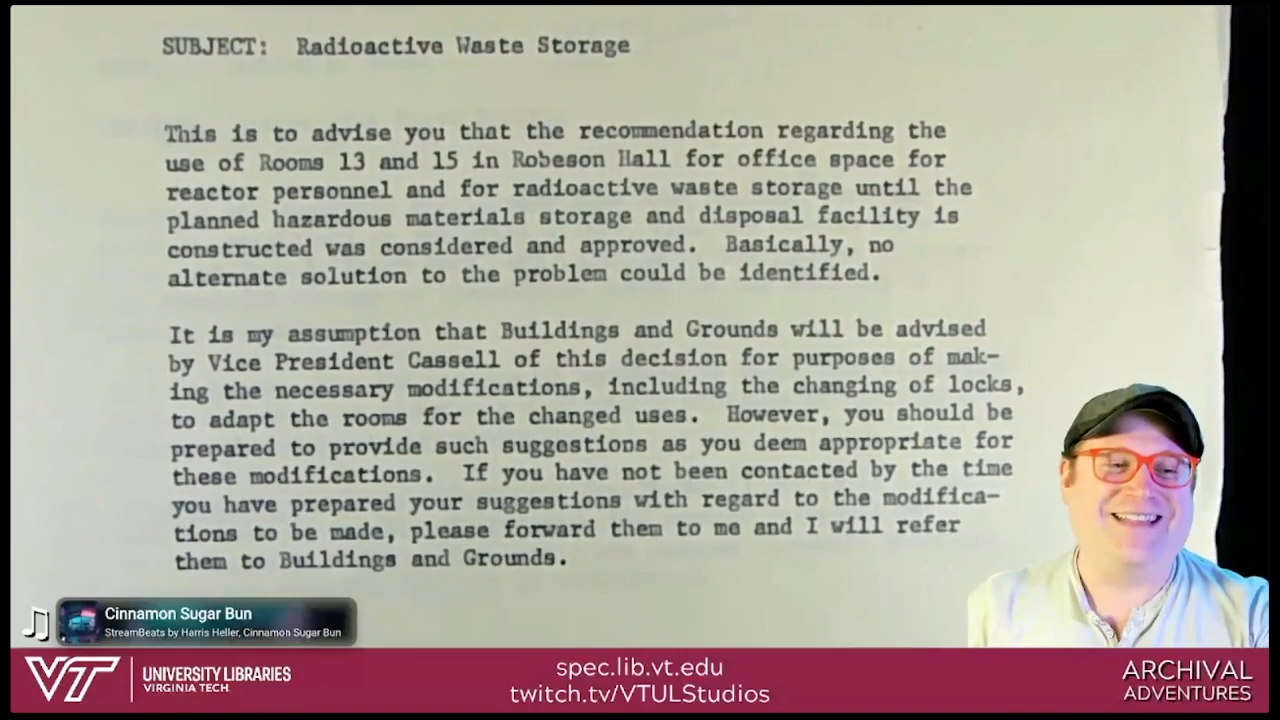 SUBJECT: Radioactive Waste Storage
This is to advise you that the recommendation regarding the
use of Rooms 13 and 15 in Robeson Hall for office space for
reactor personnel and for radioactive waste storage until the
planned hazardous materials storage and disposal facility is
constructed was considered and approved. Basically, no
alternate solution to the problem could be identified.
It is my assumption that Buildings and Grounds will be advised
by Vice President Cassell of this decision for purposes of mak-
ing the necessary modifications, including the changing of locks,
to adapt the rooms for the changed uses. However, you should be
prepared to provide such suggestions as you deem appropriate for
these modifications. If you have not been contacted by the time
you have prepared your suggestions with regard to the modifica-
tions to be made, please forward them to me and I will refer
them to Buildings and Grounds.
Cinnamon Sugar Bun
StreamBeats by Harris Heller, Cinnamon Sugar Bun
VT
UNIVERSITY LIBRARIES
VIRGINIA TECH
spec.lib.vt.edu
twitch.tv/VTULStudios
ARCHIVAL
ADVENTURES